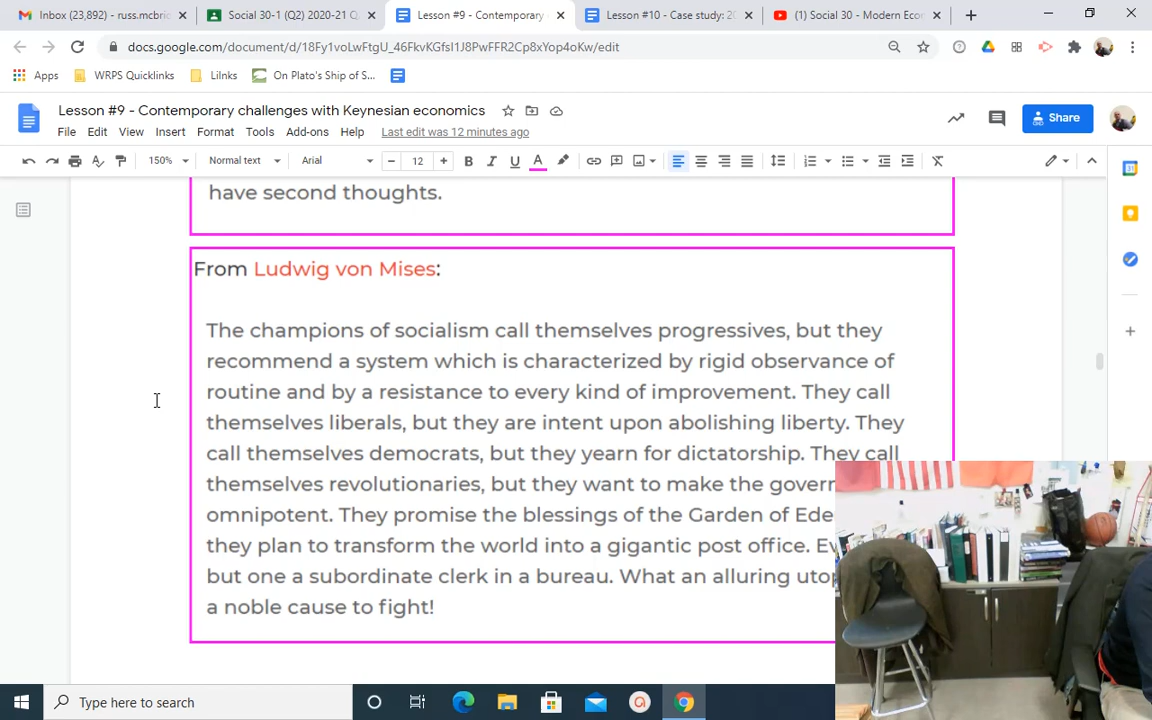 Inbox (23,892) - russ.mcbri
Social 30-1 (Q2) 2020-21 Q
Lesson #9 - Contemporary
Lesson #10 - Case study: 20
(1) Social 30 - Modern Econ
docs.google.com/document/d/18Fy1voLwFtgU_46FkvKGfsI1J8PwFFR2Cp8xYop4oKw/edit
Apps
WRPS Quicklinks
LiInks
On Plato's Ship of S...
Lesson #9 - Contemporary challenges with Keynesian economics
Share
File Edit View Insert Format Tools Add-ons Help Last edit was 12 minutes ago
150% Normal text Arial - 12 + B I U A
have second thoughts.
From Ludwig von Mises:
The champions of socialism call themselves progressives, but they
recommend a system which is characterized by rigid observance of
routine and by a resistance to every kind of improvement. They call
themselves liberals, but they are intent upon abolishing liberty. They
call themselves democrats, but they yearn for dictatorship. They call
themselves revolutionaries, but they want to make the govern
omnipotent. They promise the blessings of the Garden of Ede
they plan to transform the world into a gigantic post office. Ev
but one a subordinate clerk in a bureau. What an alluring utop
a noble cause to fight!
Type here to search